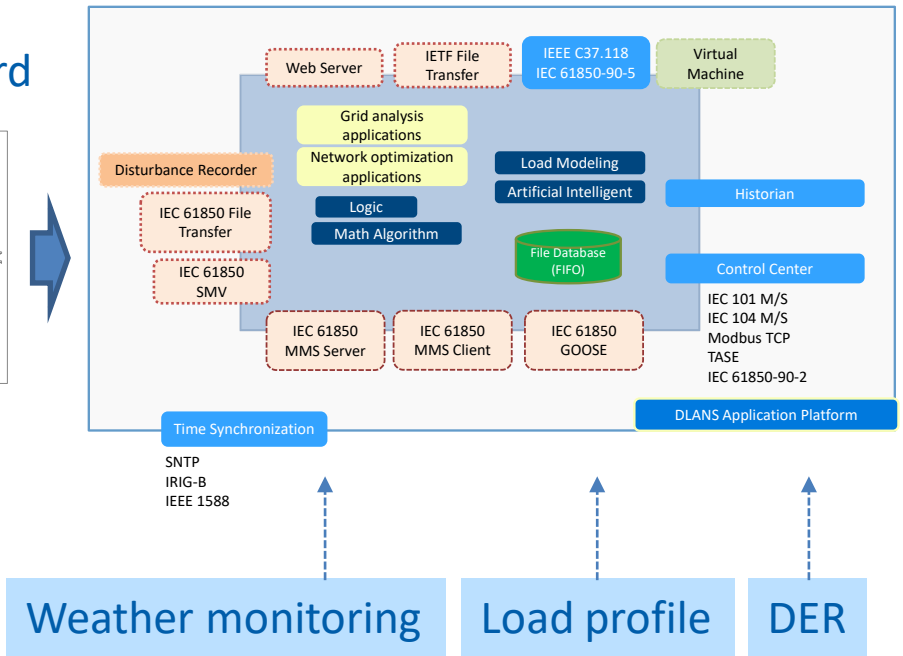 rd
Web Server
IETF File
Transfer
IEEE C37.118
IEC 61850-90-5
Virtual
Machine
Grid analysis
applications
Network optimization
applications
Load Modeling
Artificial Intelligent
Disturbance Recorder
IEC 61850 File
Transfer
Logic
Math Algorithm
Historian
IEC 61850
SMV
File Database
(FIFO)
Control Center
IEC 101 M/S
IEC 104 M/S
Modbus TCP
TASE
IEC 61850-90-2
IEC 61850
MMS Server
IEC 61850
MMS Client
IEC 61850
GOOSE
DLANS Application Platform
Time Synchronization
SNTP
IRIG-B
IEEE 1588
Weather monitoring
Load profile
DER